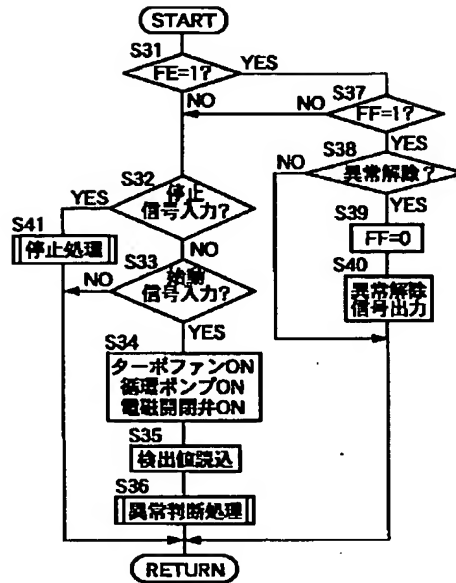 START
S31
FE=1?
YES
NO
S37
FF=1?
NO
YES
S38
異常解除?
NO
YES
S39
FF=0
S40
異常解除
信号出力
S32
停止
信号入力?
YES
NO
S41
停止処理
S33
始動
信号入力?
NO
YES
S34
ターボファンON
循環ポンプON
電磁開閉弁ON
S35
検出値読込
S36
異常判断処理
RETURN